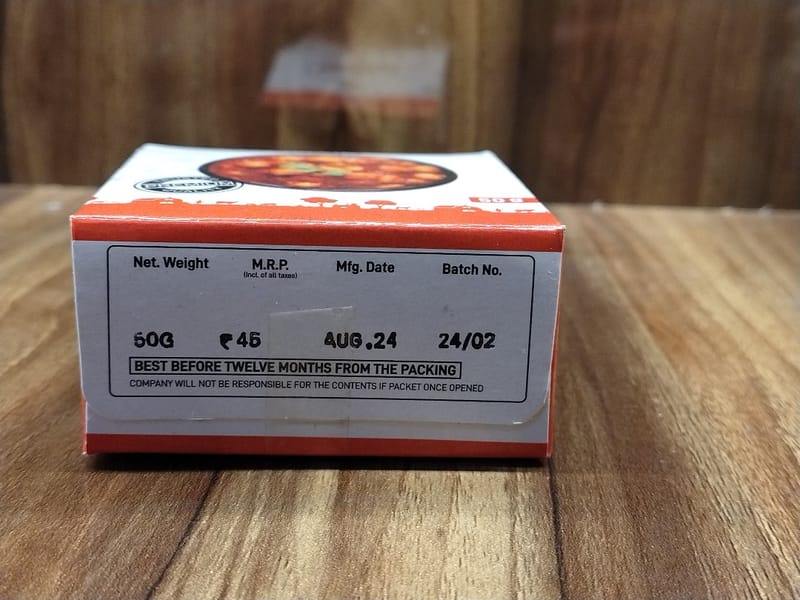 Net. Weight M.R.P. Mfg. Date Batch No.
(Incl. of all taxes)
50G ₹45 AUG.24 24/02
BEST BEFORE TWELVE MONTHS FROM THE PACKING
COMPANY WILL NOT BE RESPONSIBLE FOR THE CONTENTS IF PACKET ONCE OPENED